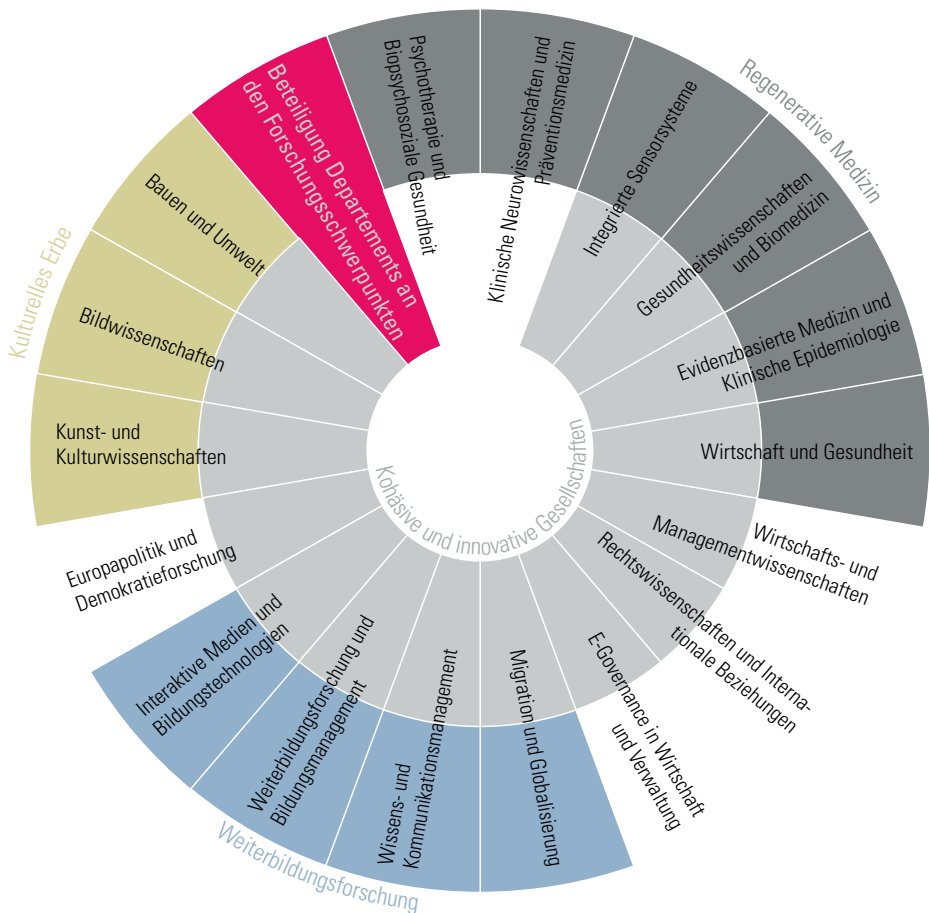 Beteiligung Departements an
den Forschungsschwerpunkten
Psychotherapie und
Biopsychosoziale Gesundheit
Klinische Neurowissenschaften und
Präventionsmedizin
Integrierte Sensorsysteme
Regenerative Medizin
Gesundheitswissenschaften
und Biomedizin
Evidenzbasierte Medizin und
Klinische Epidemiologie
Wirtschaft und Gesundheit
Wirtschafts- und
Managementwissenschaften
Rechtswissenschaften und Interna-
tionale Beziehungen
E-Governance in Wirtschaft
und Verwaltung
Migration und Globalisierung
Wissens- und
Kommunikationsmanagement
Weiterbildungsforschung und
Bildungsmanagement
Interaktive Medien und
Bildungstechnologien
Weiterbildungsforschung
Europapolitik und
Demokratieforschung
Kunst- und
Kulturwissenschaften
Bildwissenschaften
Bauen und Umwelt
Kulturelles Erbe
Kohäsive und innovative Gesellschaften